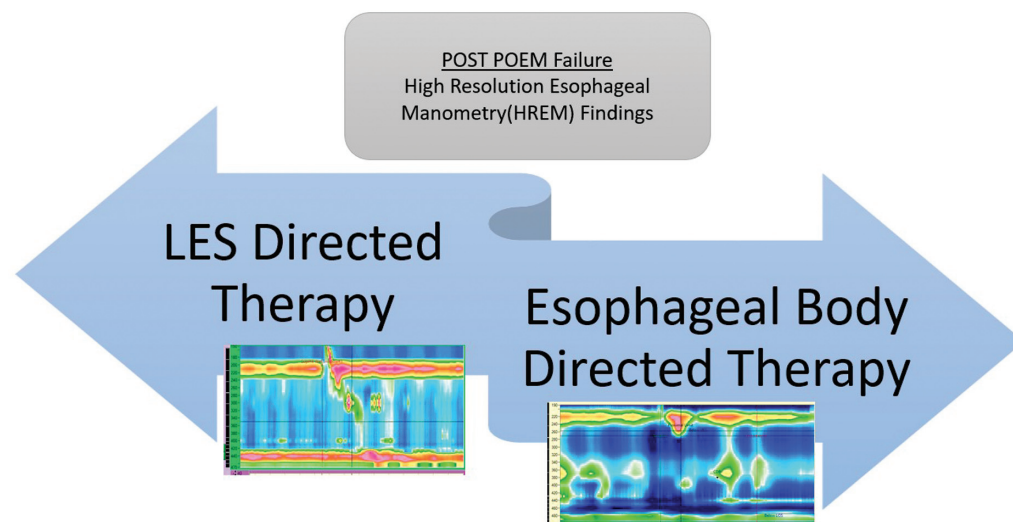 POST POEM Failure
High Resolution Esophageal
Manometry(HREM) Findings
LES Directed
Therapy
Esophageal Body
Directed Therapy